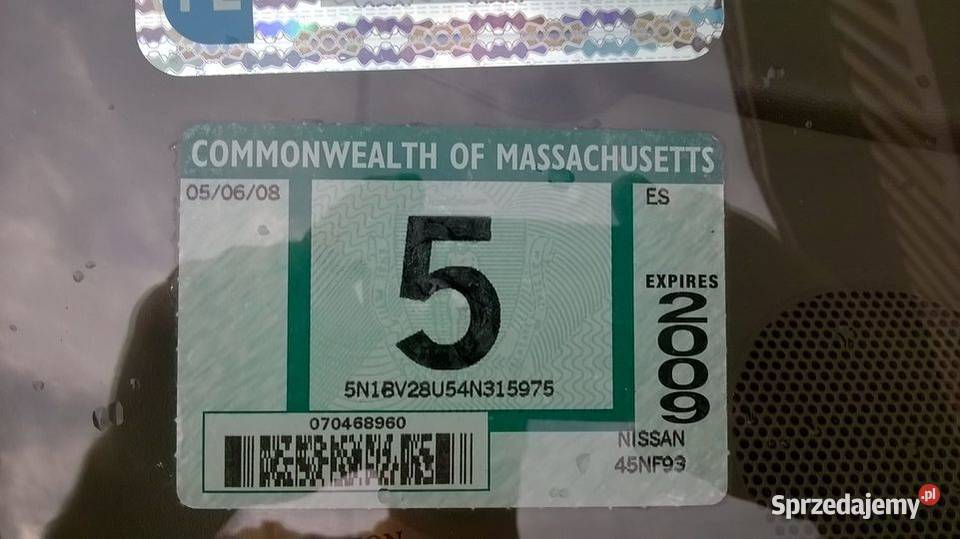 COMMONWEALTH OF MASSACHUSETTS
05/06/08
ES
5
EXPIRES
2009
5N1BV28U54N315975
070468960
NISSAN
45NF93
Sprzedajemy.pl